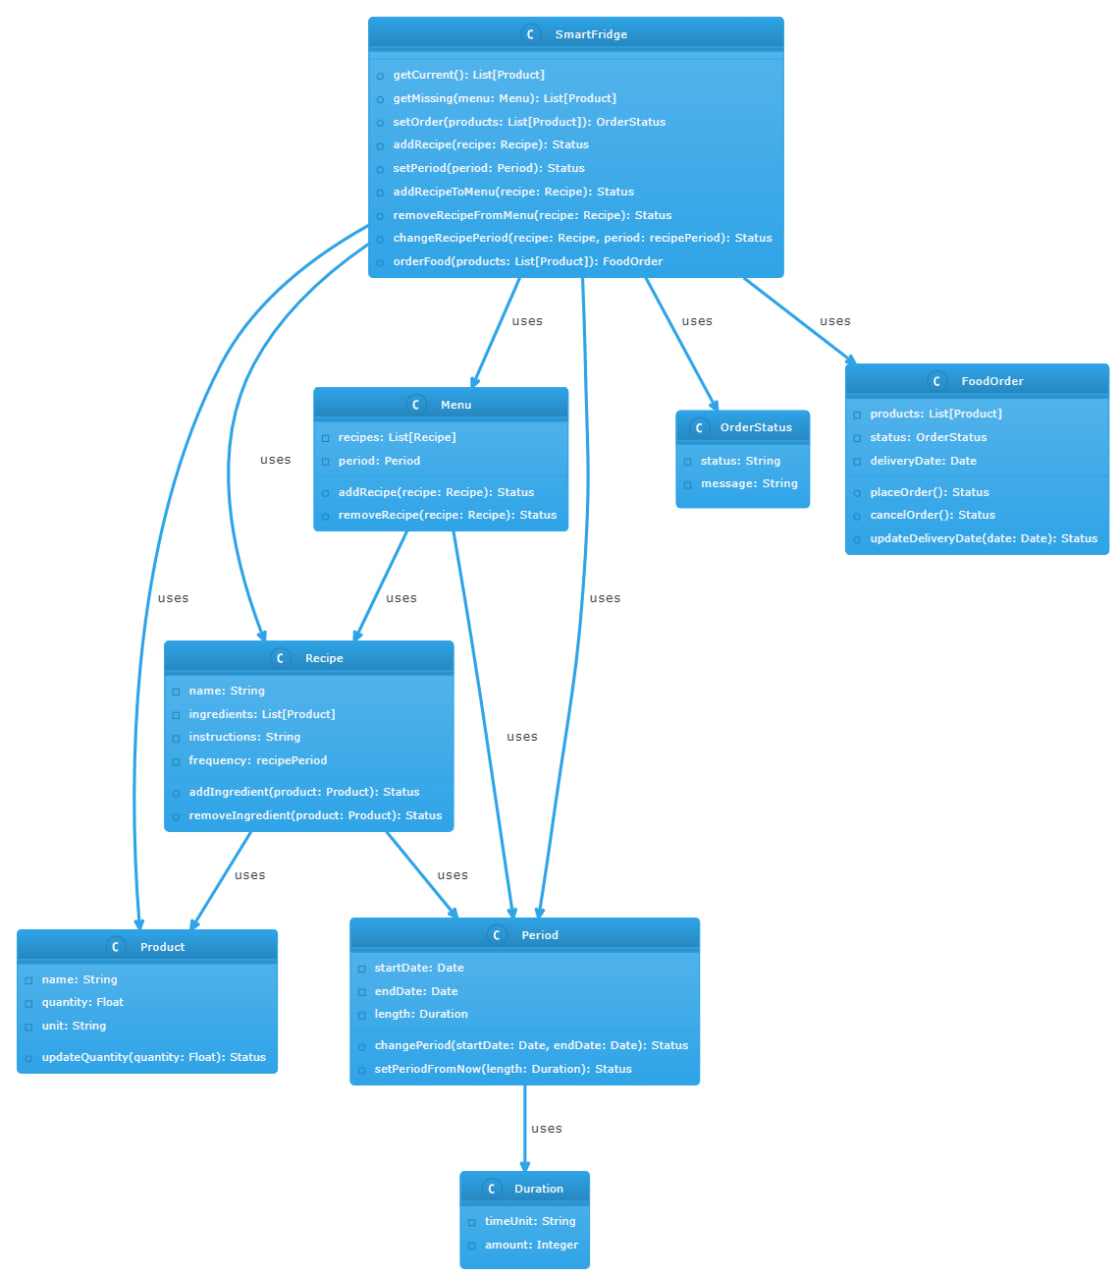 C SmartFridge
getCurrent(): List[Product]
getMissing(menu: Menu): List[Product]
setOrder(products: List[Product]): OrderStatus
addRecipe(recipe: Recipe): Status
setPeriod(period: Period): Status
addRecipeToMenu(recipe: Recipe): Status
removeRecipeFromMenu(recipe: Recipe): Status
changeRecipePeriod(recipe: Recipe, period: recipePeriod): Status
orderFood(products: List[Product]): FoodOrder
uses
uses
uses
C FoodOrder
products: List[Product]
status: OrderStatus
deliveryDate: Date
placeOrder(): Status
cancelOrder(): Status
updateDeliveryDate(date: Date): Status
C Menu
recipes: List[Recipe]
period: Period
addRecipe(recipe: Recipe): Status
removeRecipe(recipe: Recipe): Status
C OrderStatus
status: String
message: String
uses
uses
uses
uses
C Recipe
name: String
ingredients: List[Product]
instructions: String
frequency: recipePeriod
addIngredient(product: Product): Status
removeIngredient(product: Product): Status
uses
uses
uses
C Product
name: String
quantity: Float
unit: String
updateQuantity(quantity: Float): Status
C Period
startDate: Date
endDate: Date
length: Duration
changePeriod(startDate: Date, endDate: Date): Status
setPeriodFromNow(length: Duration): Status
uses
C Duration
timeUnit: String
amount: Integer